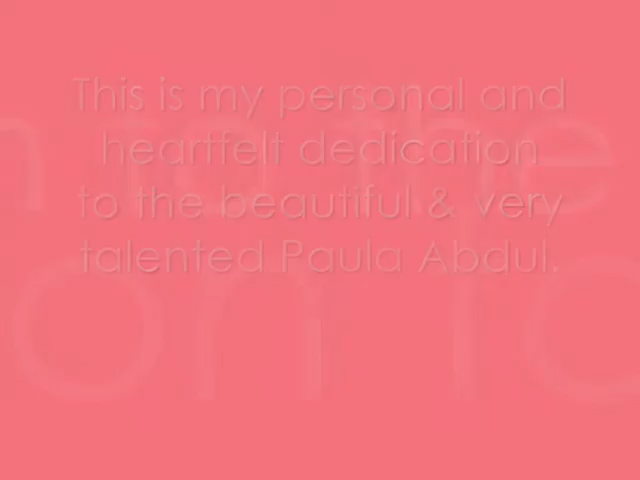 This is my personal and
heartfelt dedication
to the beautiful & very
talented Paula Abdul.